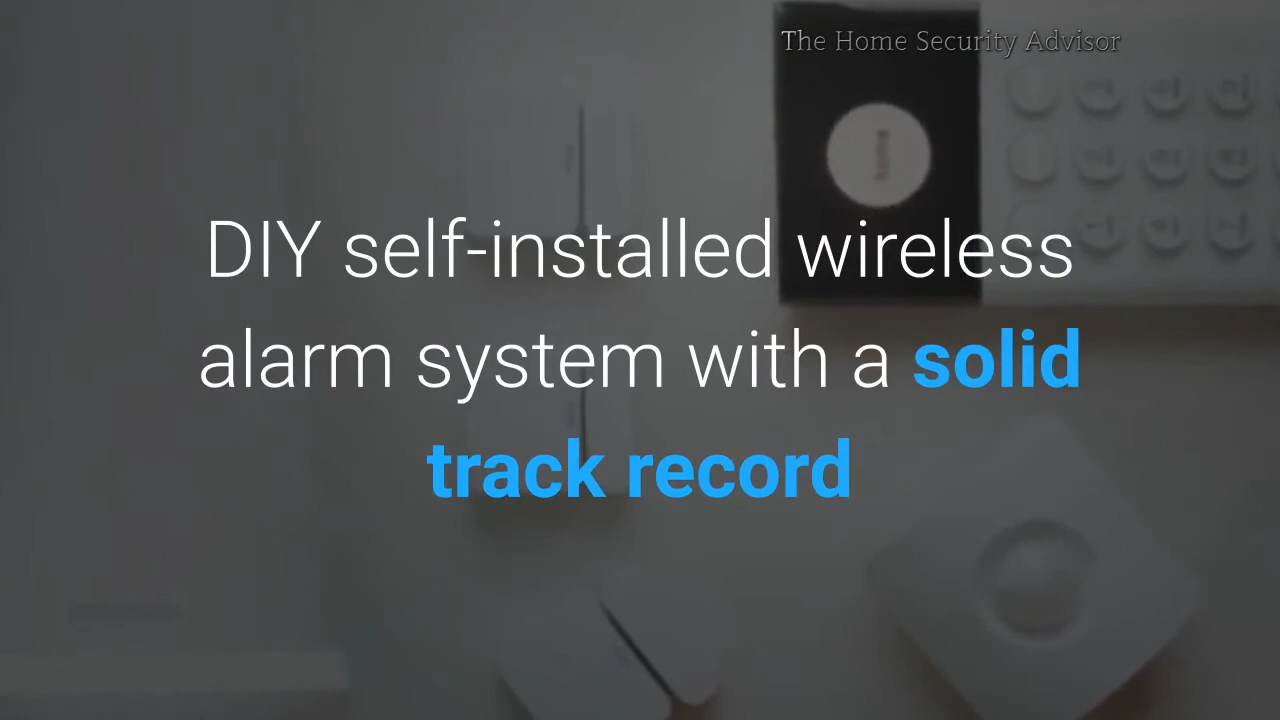 The Home Security Advisor
DIY self-installed wireless
alarm system with a solid
track record